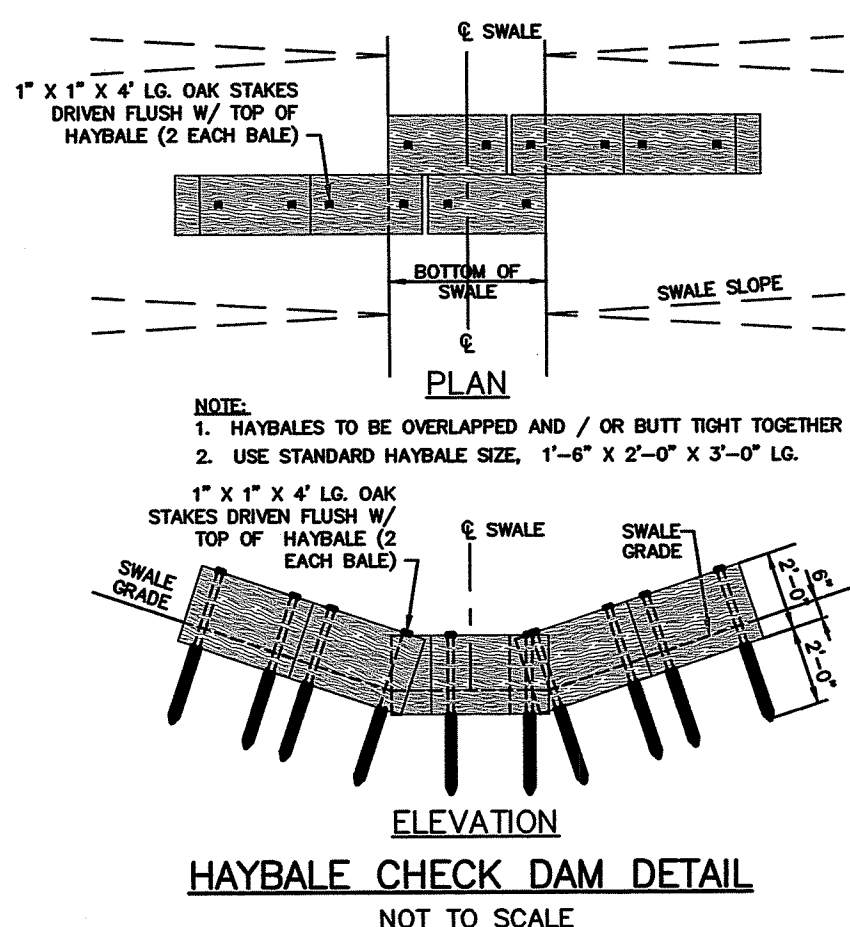 ℄ SWALE
1" X 1" X 4' LG. OAK STAKES
DRIVEN FLUSH W/ TOP OF
HAYBALE (2 EACH BALE)
BOTTOM OF
SWALE
SWALE SLOPE
℄
PLAN
NOTE:
1. HAYBALES TO BE OVERLAPPED AND / OR BUTT TIGHT TOGETHER
2. USE STANDARD HAYBALE SIZE, 1'-6" X 2'-0" X 3'-0" LG.
1" X 1" X 4' LG. OAK
STAKES DRIVEN FLUSH W/
TOP OF HAYBALE (2
EACH BALE)
℄ SWALE
SWALE
GRADE
SWALE
GRADE
2'-0"
6"
2'-0"
ELEVATION
HAYBALE CHECK DAM DETAIL
NOT TO SCALE